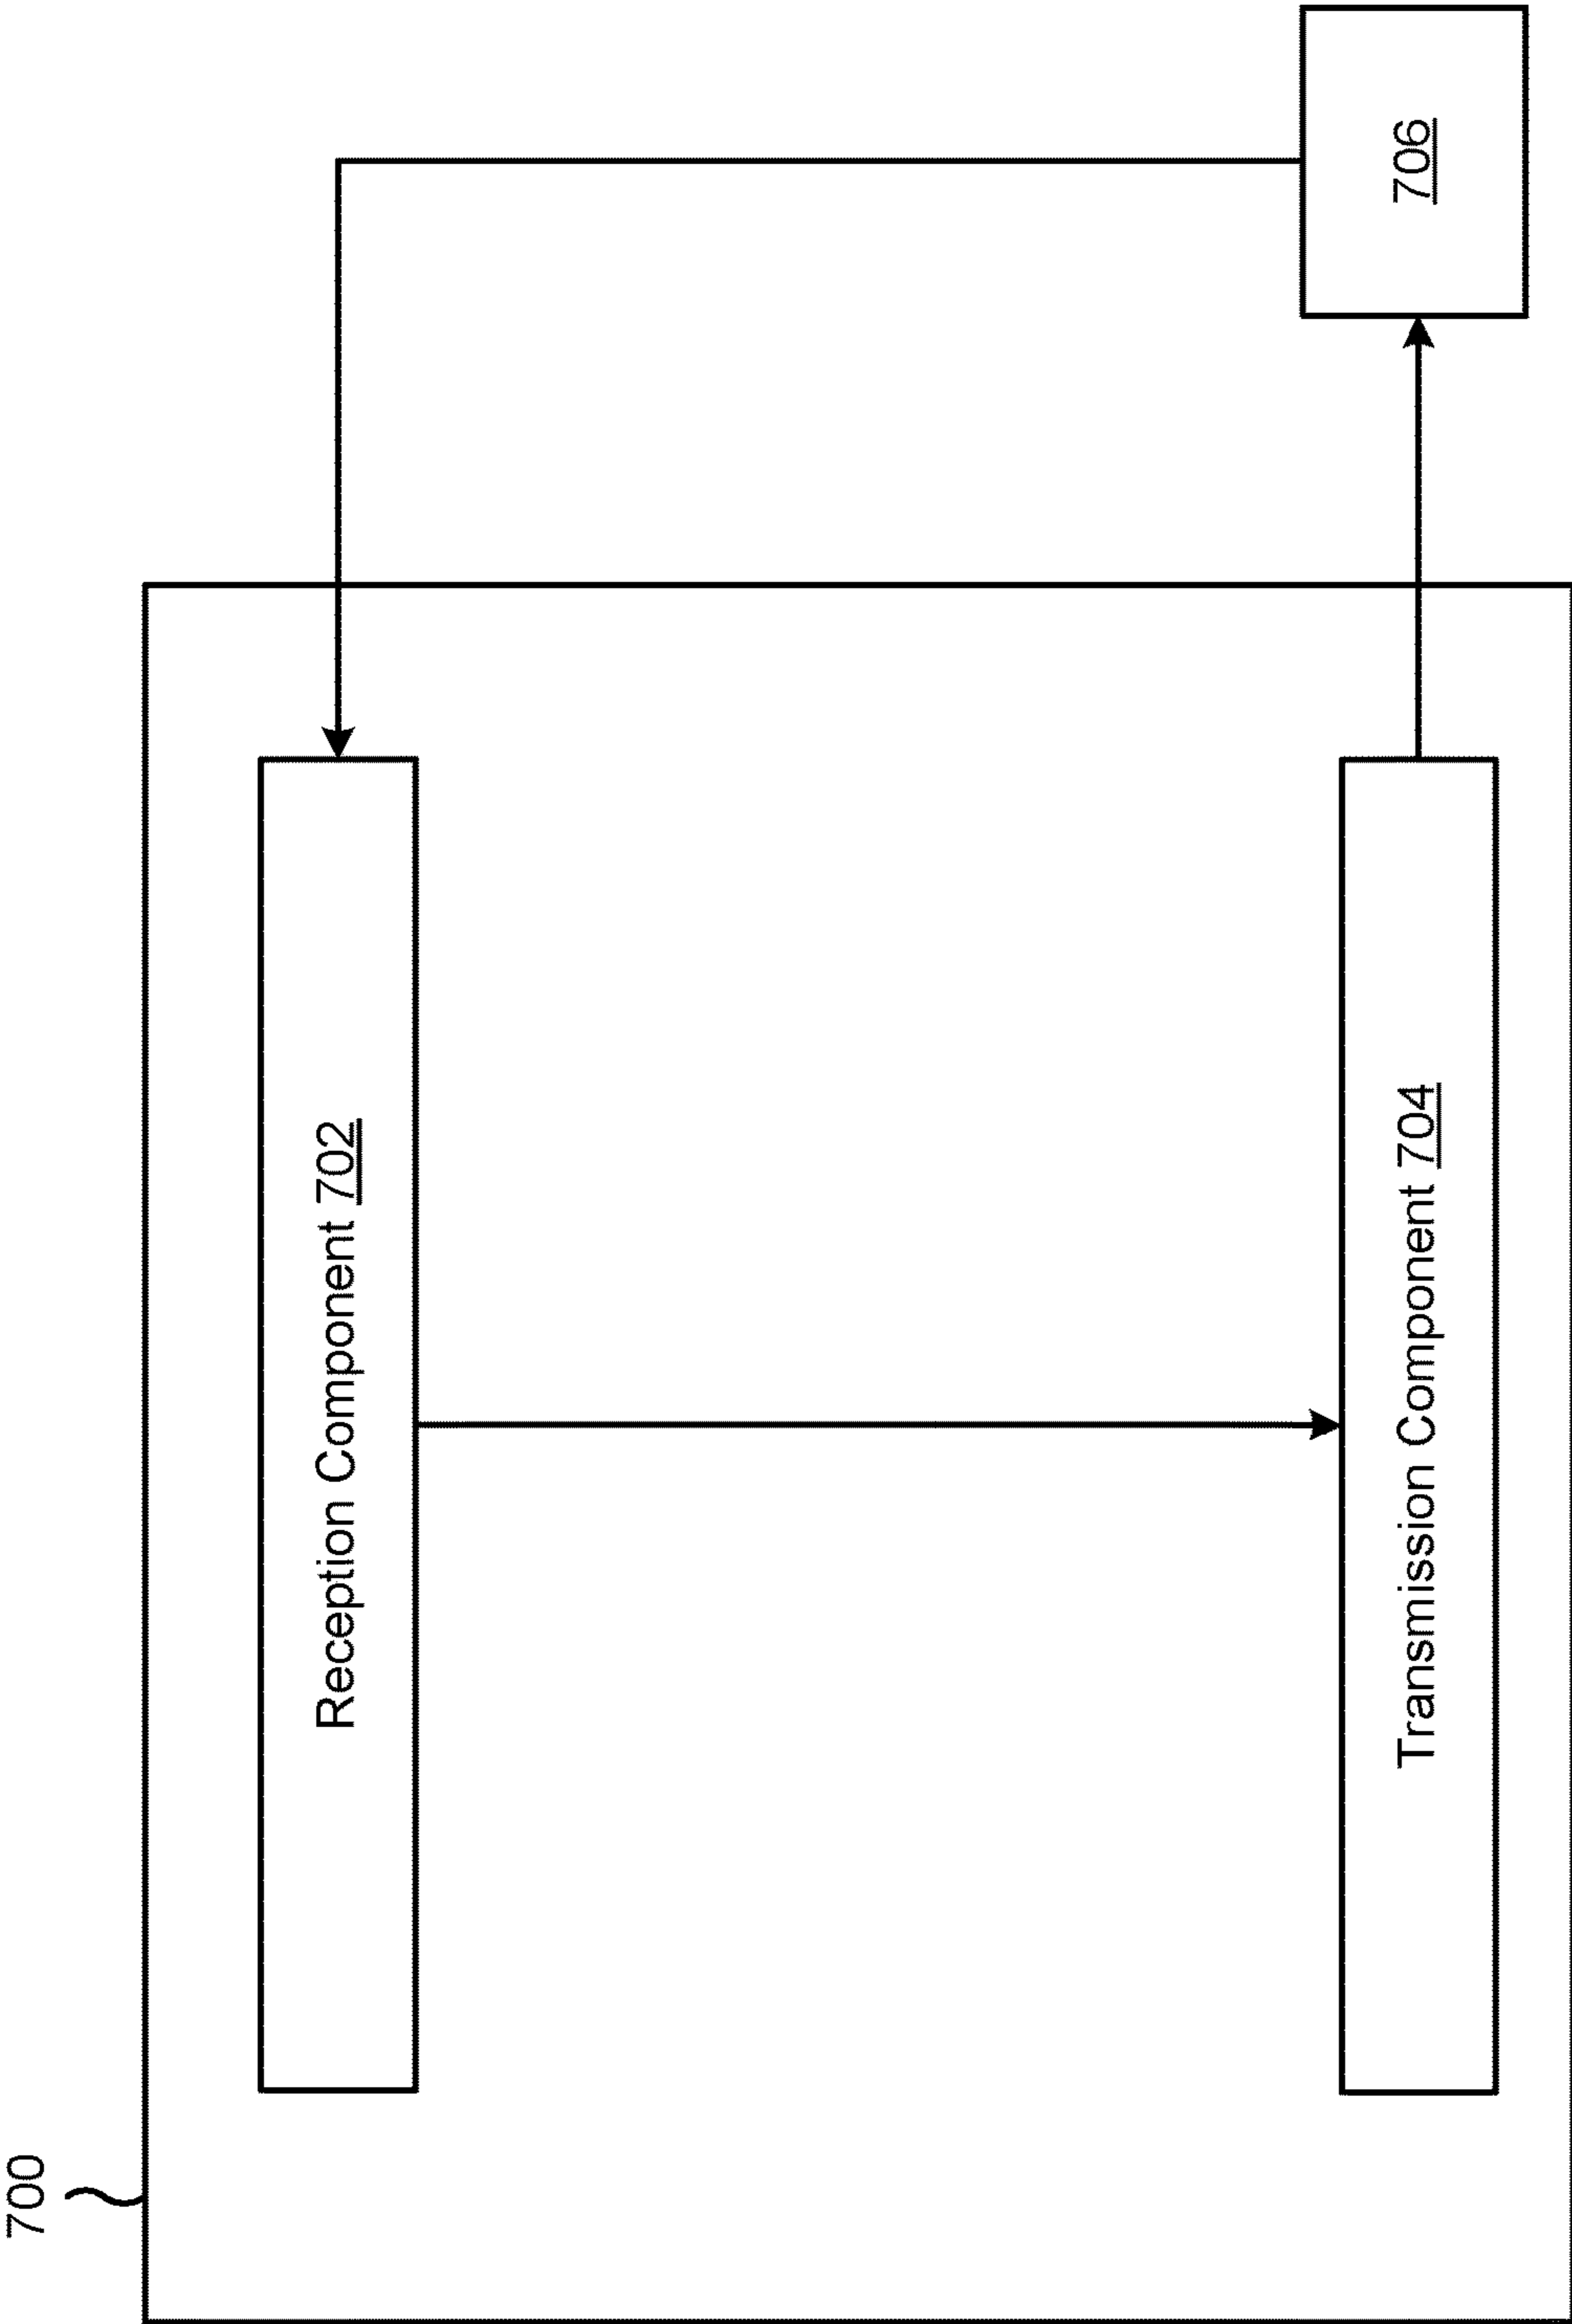 700
Reception Component 702
Transmission Component 704
706